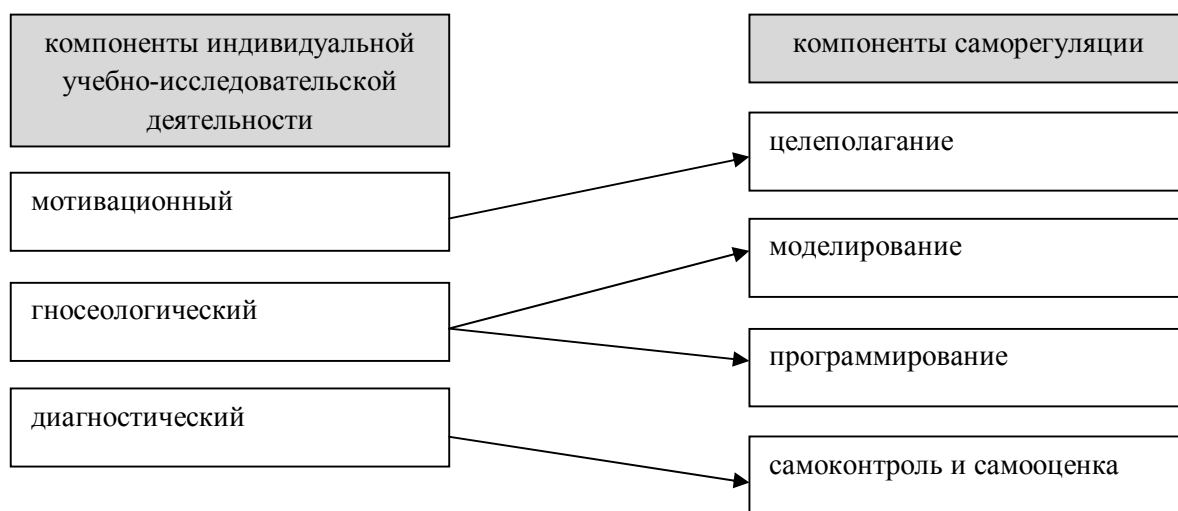 компоненты индивидуальной
учебно-исследовательской
деятельности
мотивационный
гносеологический
диагностический
компоненты саморегуляции
целеполагание
моделирование
программирование
самоконтроль и самооценка